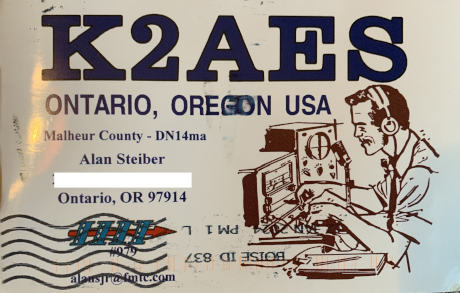 K2AES
ONTARIO, OREGON USA
Malheur County - DN14ma
Alan Steiber
Ontario, OR 97914
#979
alausjr@fmtc.com
BOISE ID 837
PM 1 L